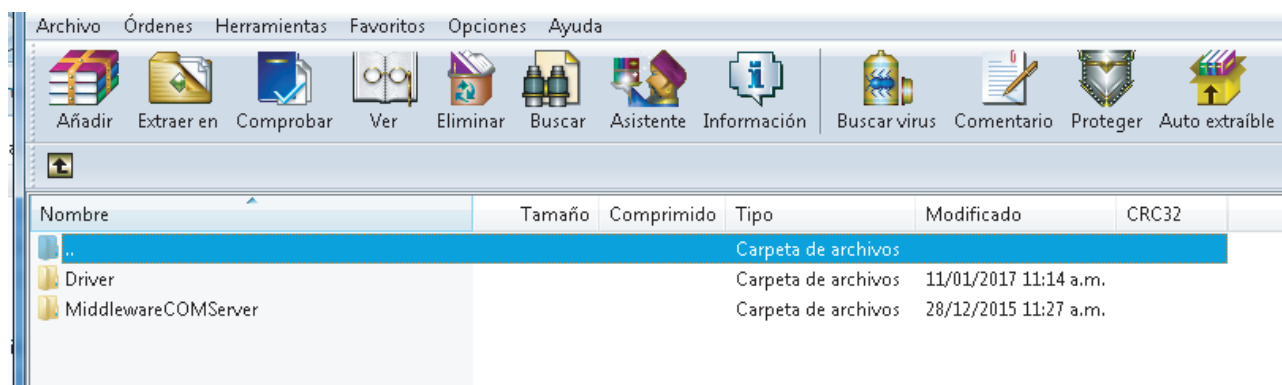 Archivo Órdenes Herramientas Favoritos Opciones Ayuda
Añadir Extraer en Comprobar Ver Eliminar Buscar Asistente Información Buscar virus Comentario Proteger Auto extraíble
Nombre Tamaño Comprimido Tipo Modificado CRC32
.. Carpeta de archivos
Driver Carpeta de archivos 11/01/2017 11:14 a.m.
MiddlewareCOMServer Carpeta de archivos 28/12/2015 11:27 a.m.